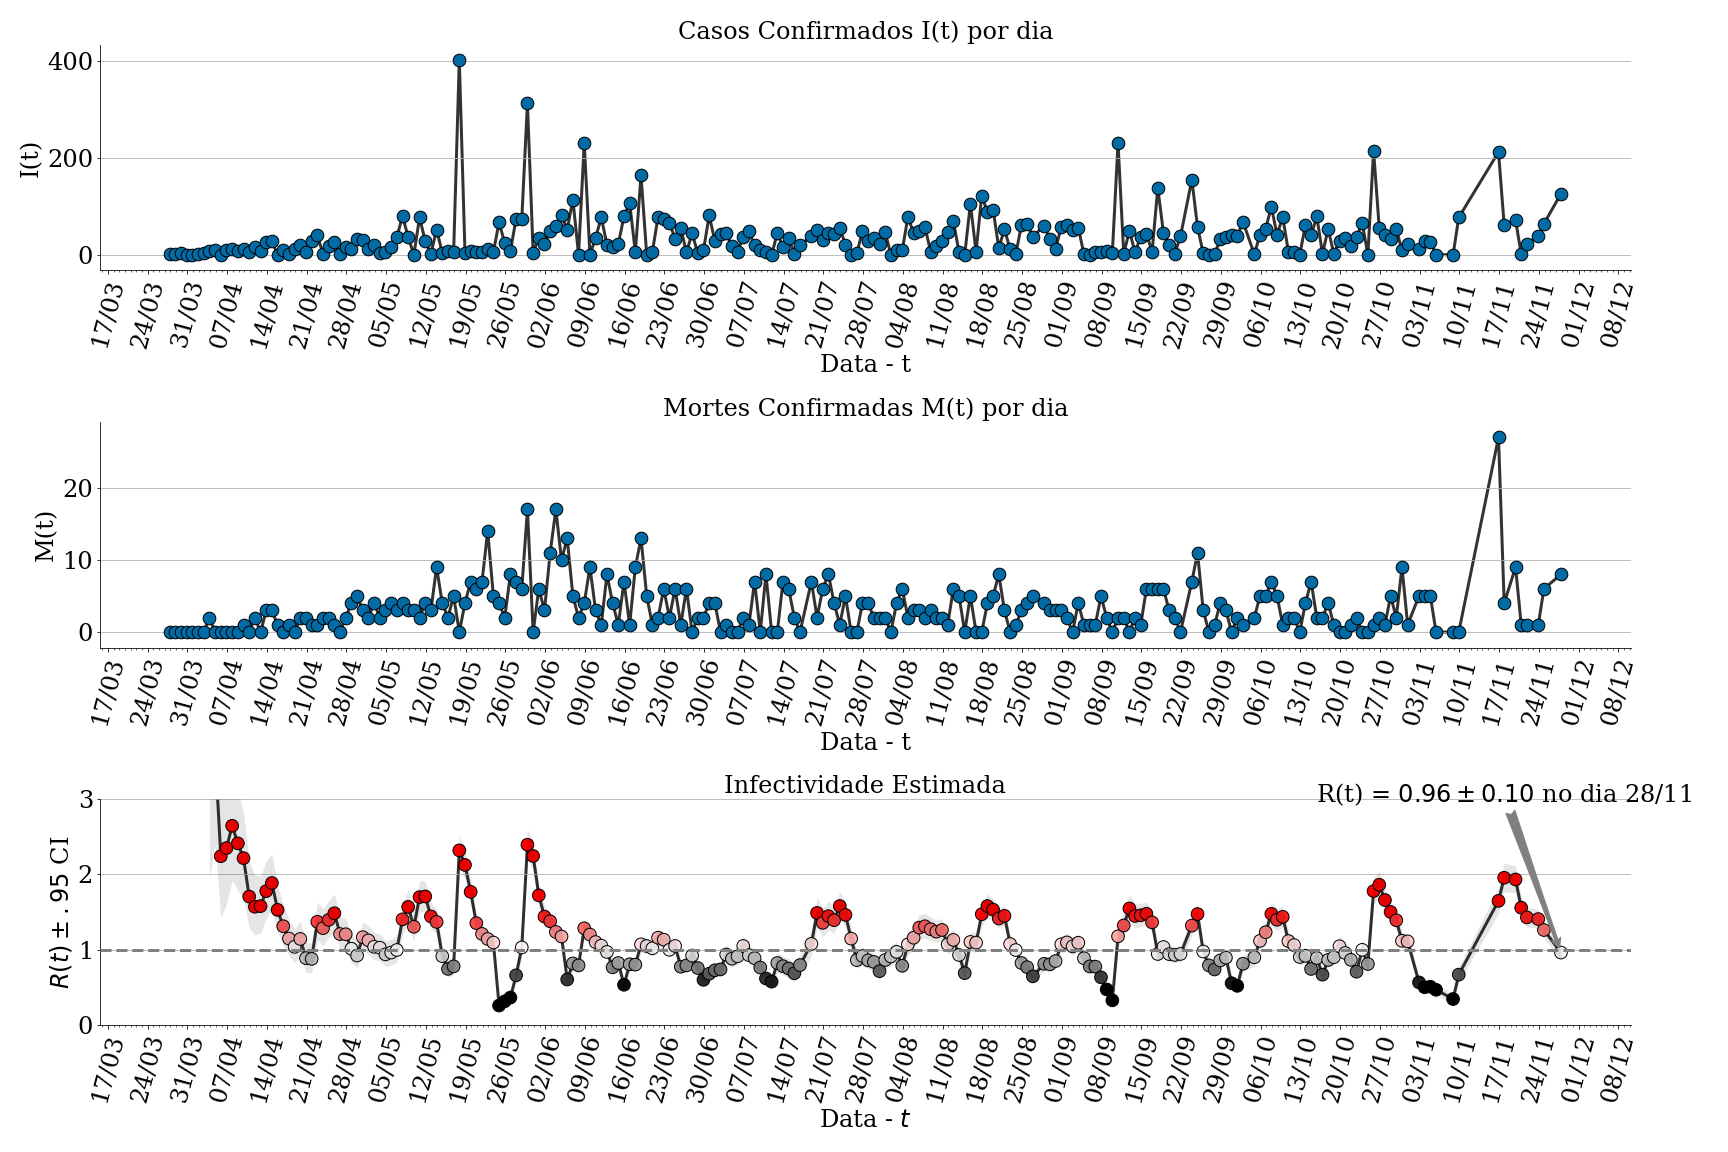 Casos Confirmados I(t) por dia
I(t)
400
200
0
17/03 24/03 31/03 07/04 14/04 21/04 28/04 05/05 12/05 19/05 26/05 02/06 09/06 16/06 23/06 30/06 07/07 14/07 21/07 28/07 04/08 11/08 18/08 25/08 01/09 08/09 15/09 22/09 29/09 06/10 13/10 20/10 27/10 03/11 10/11 17/11 24/11 01/12 08/12
Data - t
Mortes Confirmadas M(t) por dia
M(t)
20
10
0
17/03 24/03 31/03 07/04 14/04 21/04 28/04 05/05 12/05 19/05 26/05 02/06 09/06 16/06 23/06 30/06 07/07 14/07 21/07 28/07 04/08 11/08 18/08 25/08 01/09 08/09 15/09 22/09 29/09 06/10 13/10 20/10 27/10 03/11 10/11 17/11 24/11 01/12 08/12
Data - t
Infectividade Estimada
R(t) = 0.96 ± 0.10 no dia 28/11
R(t) ± .95 CI
3
2
1
0
17/03 24/03 31/03 07/04 14/04 21/04 28/04 05/05 12/05 19/05 26/05 02/06 09/06 16/06 23/06 30/06 07/07 14/07 21/07 28/07 04/08 11/08 18/08 25/08 01/09 08/09 15/09 22/09 29/09 06/10 13/10 20/10 27/10 03/11 10/11 17/11 24/11 01/12 08/12
Data - t